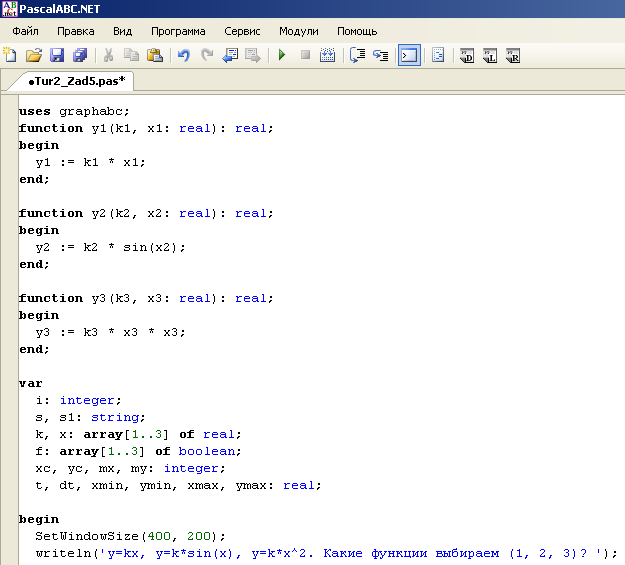 PascalABC.NET
Файл Правка Вид Программа Сервис Модули Помощь
●Tur2_Zad5.pas*
uses graphabc;
function y1(k1, x1: real): real;
begin
  y1 := k1 * x1;
end;
function y2(k2, x2: real): real;
begin
  y2 := k2 * sin(x2);
end;
function y3(k3, x3: real): real;
begin
  y3 := k3 * x3 * x3;
end;
var
  i: integer;
  s, s1: string;
  k, x: array[1..3] of real;
  f: array[1..3] of boolean;
  xc, yc, mx, my: integer;
  t, dt, xmin, ymin, xmax, ymax: real;
begin
  SetWindowSize(400, 200);
  writeln('y=kx, y=k*sin(x), y=k*x^2. Какие функции выбираем (1, 2, 3)? ');